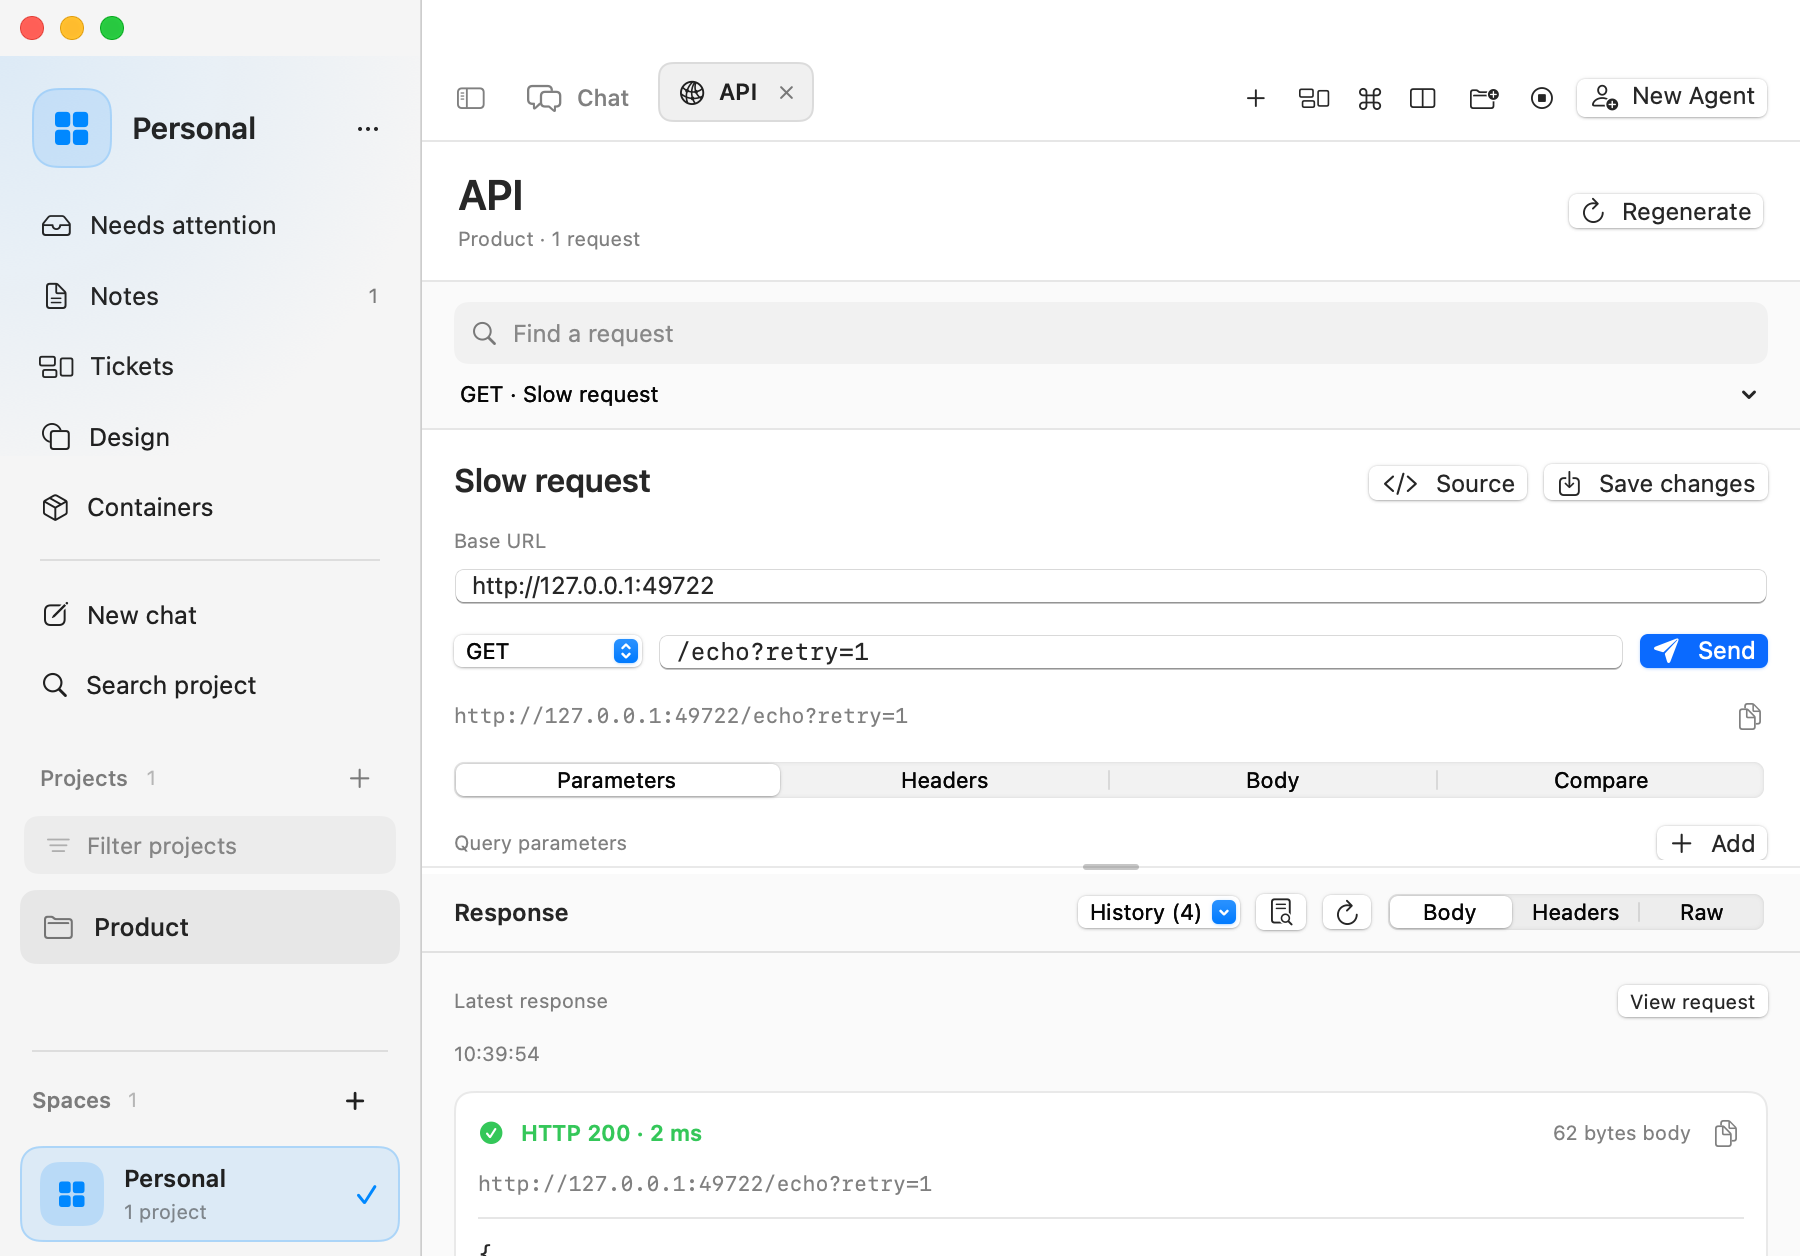 Personal
Needs attention
Notes 1
Tickets
Design
Containers
New chat
Search project
Projects 1
Filter projects
Product
Spaces 1
Personal
1 project
Chat
API
New Agent
API
Product · 1 request
Regenerate
Find a request
GET · Slow request
Slow request
Source
Save changes
Base URL
http://127.0.0.1:49722
GET
/echo?retry=1
Send
http://127.0.0.1:49722/echo?retry=1
Parameters Headers Body Compare
Query parameters
Add
Response
History (4)
Body Headers Raw
Latest response
View request
10:39:54
HTTP 200 · 2 ms
62 bytes body
http://127.0.0.1:49722/echo?retry=1
{